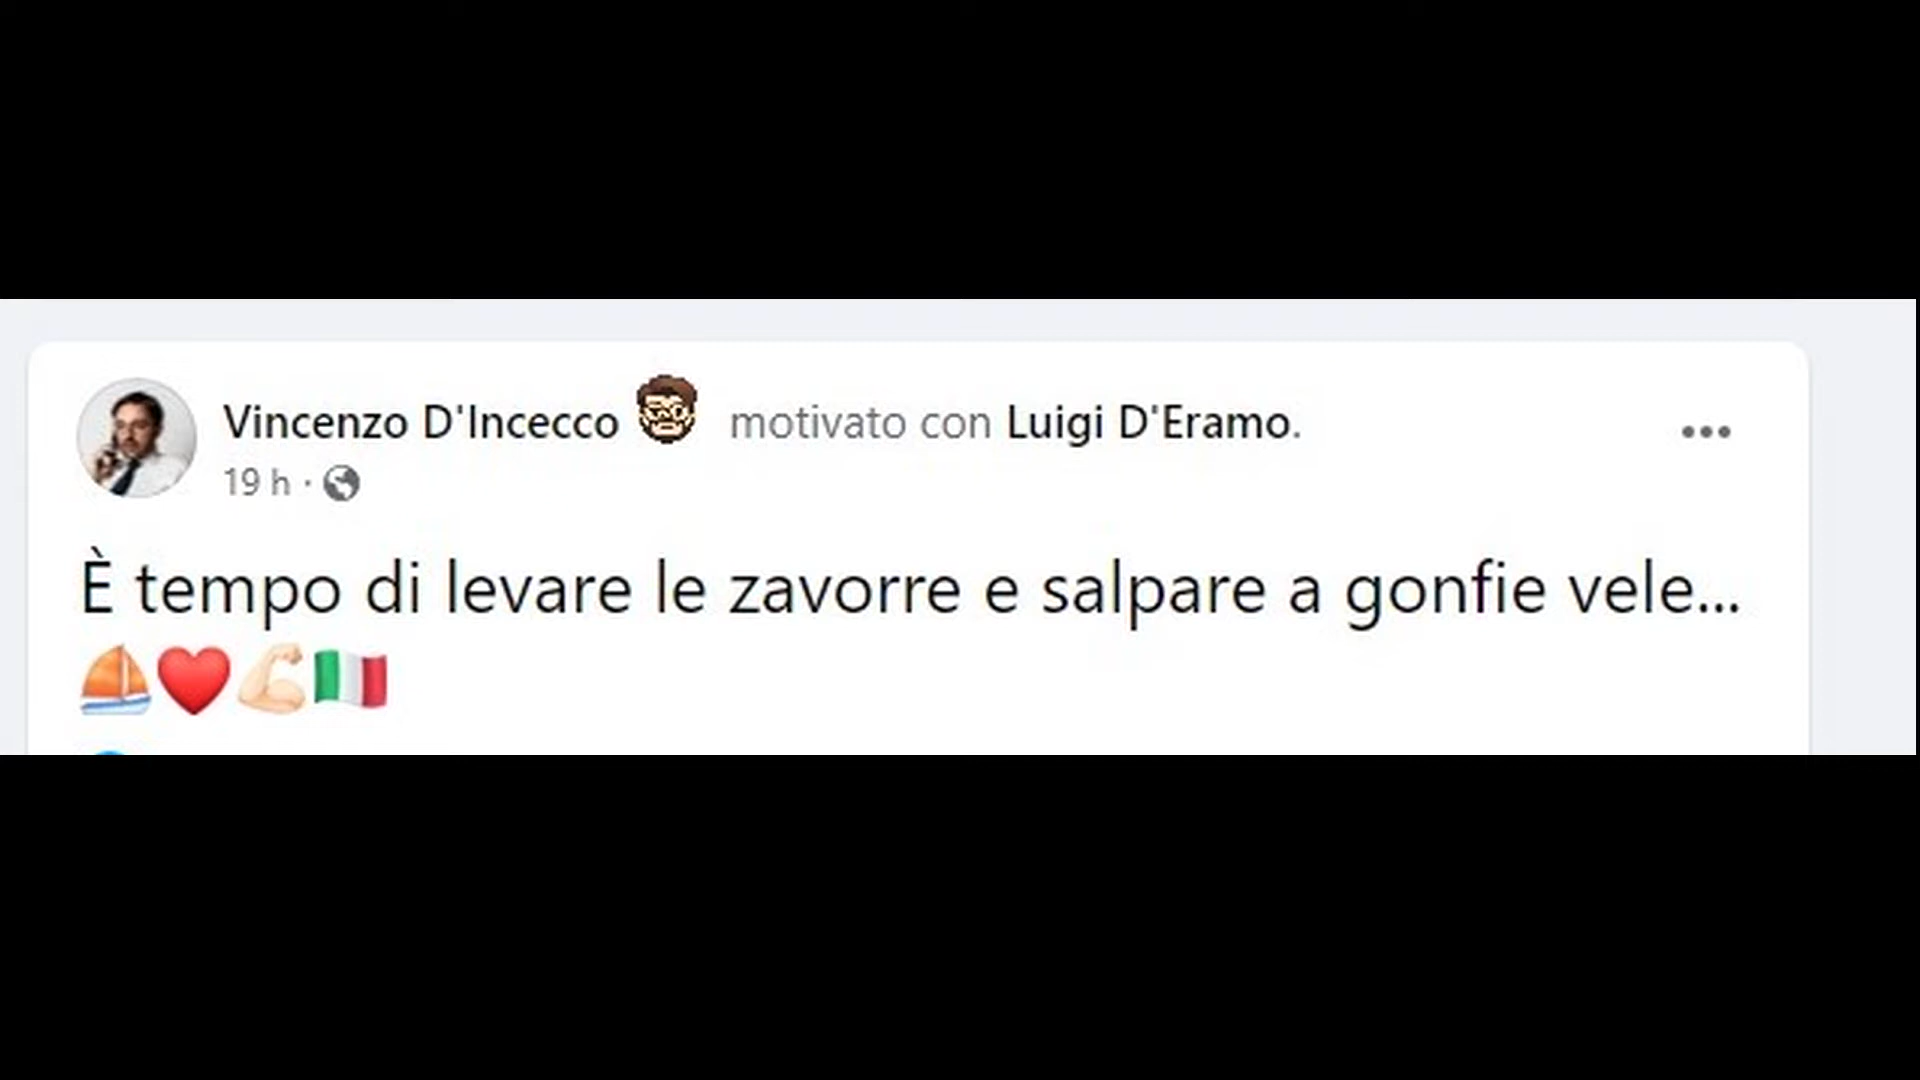 Vincenzo D'Incecco motivato con Luigi D'Eramo.
19 h ·
È tempo di levare le zavorre e salpare a gonfie vele...
⛵❤️💪🏻🇮🇹